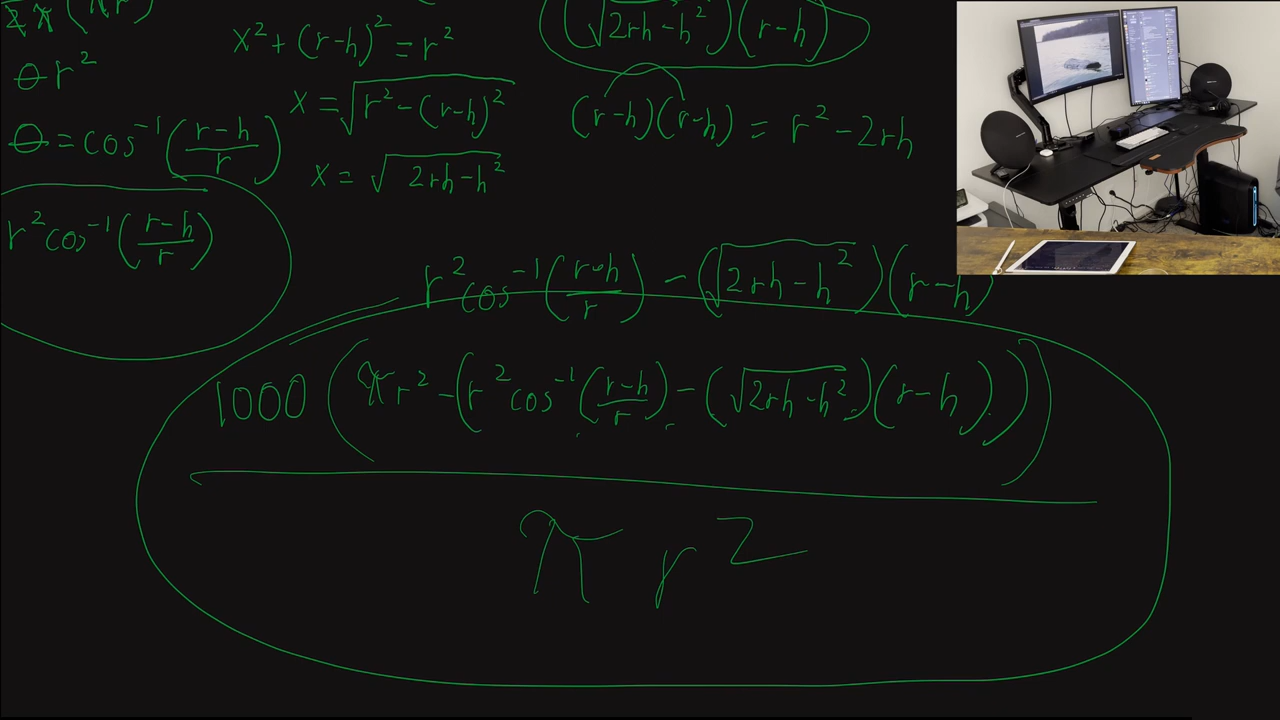 θr²
θ = cos⁻¹((r-h)/r)
r²cos⁻¹((r-h)/r)
x² + (r-h)² = r²
x = √(r² - (r-h)²)
x = √(2rh-h²)
(√(2rh-h²))(r-h)
(r-h)(r-h) = r² - 2rh
r²cos⁻¹((r-h)/r) - (√(2rh-h²))(r-h)
1000(πr² - (r²cos⁻¹((r-h)/r) - (√(2rh-h²))(r-h)))
πr²